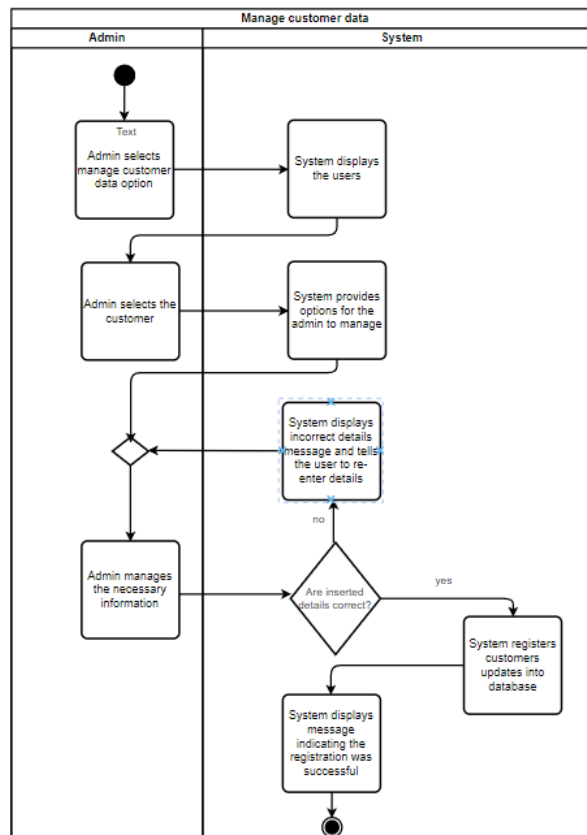 Manage customer data
Admin
System
Text
Admin selects
manage customer
data option
System displays
the users
Admin selects the
customer
System provides
options for the
admin to manage
System displays
incorrect details
message and tells
the user to re-
enter details
no
Admin manages
the necessary
information
Are inserted
details correct?
yes
System registers
customers
updates into
database
System displays
message
indicating the
registration was
successful